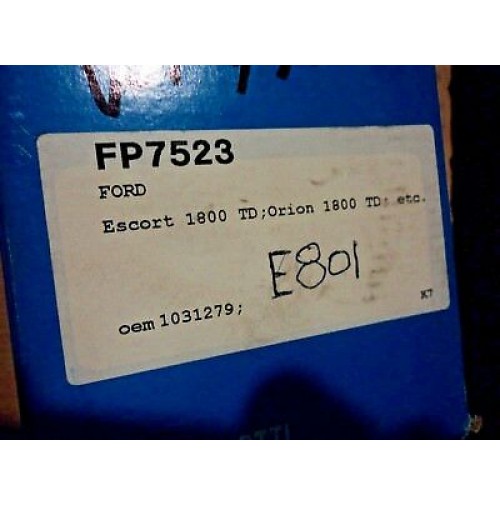 FP7523
FORD
Escort 1800 TD;Orion 1800 TD; etc.
E801
oem 1031279;
K7